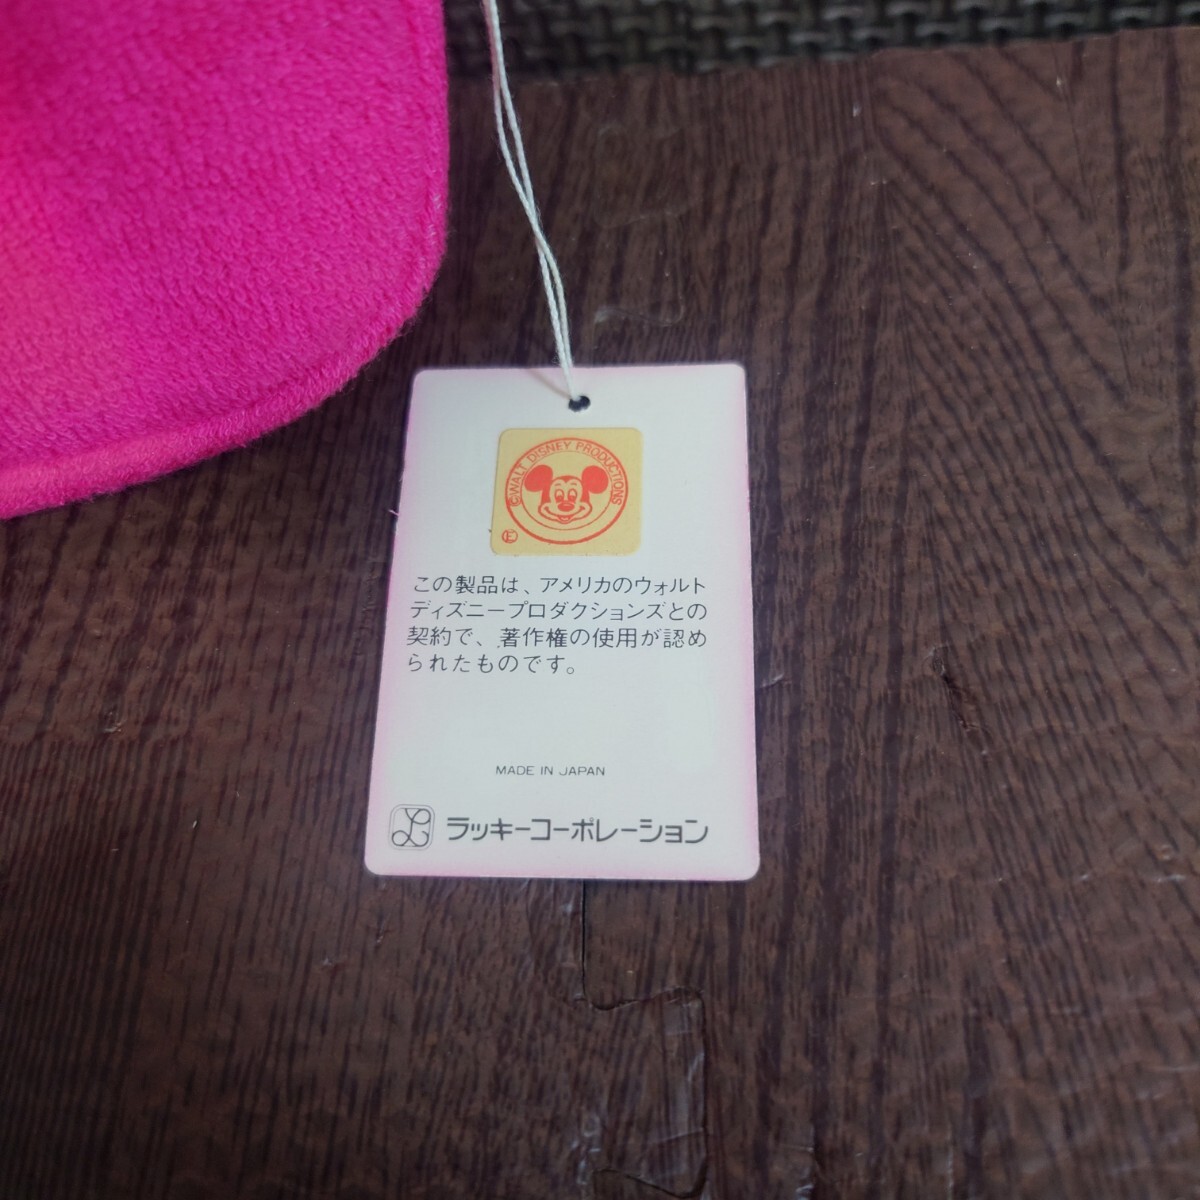 ©WALT DISNEY PRODUCTIONS
E
この製品は、アメリカのウォルト
ディズニープロダクションズとの
契約で、著作権の使用が認め
られたものです。
MADE IN JAPAN
ラッキーコーポレーション